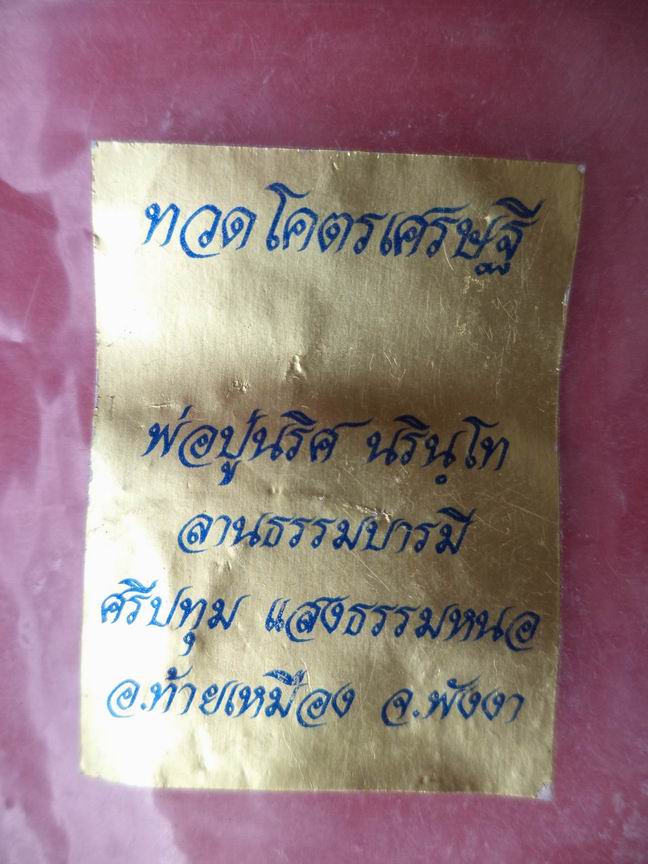 ทวดโคตรเศรษฐี
พ่อปู่นริศ นรินฺโท
ลานธรรมบารมี
ศรีปทุม แสงธรรมหนอ
อ.ท้ายเหมือง จ.พังงา